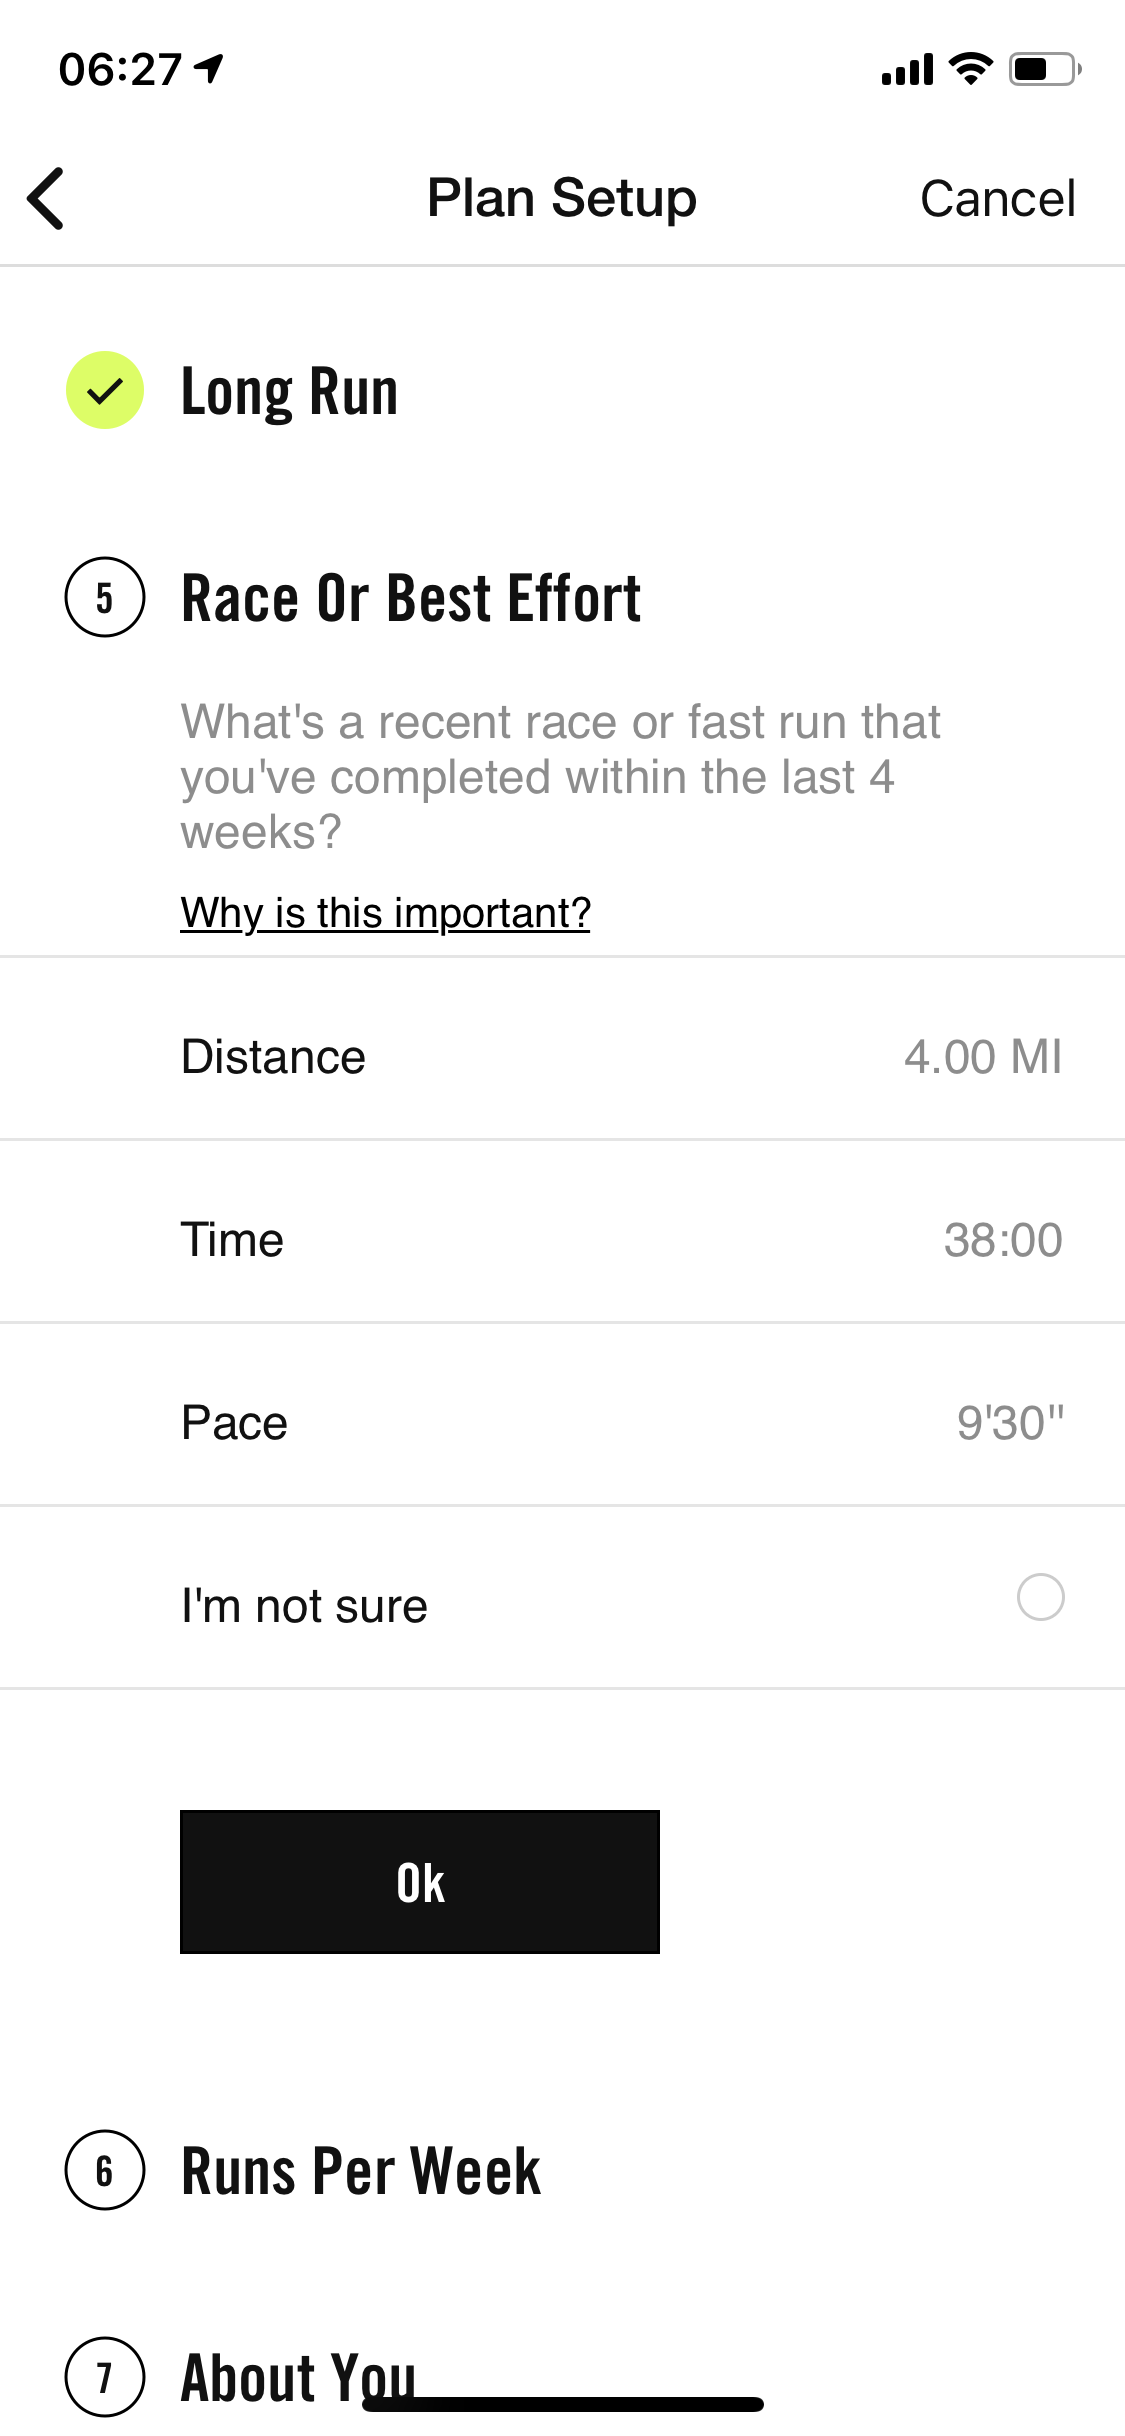 06:27
Plan Setup
Cancel
Long Run
5
Race Or Best Effort
What's a recent race or fast run that
you've completed within the last 4
weeks?
Why is this important?
Distance
4.00 MI
Time
38:00
Pace
9'30"
I'm not sure
Ok
6
Runs Per Week
7
About You